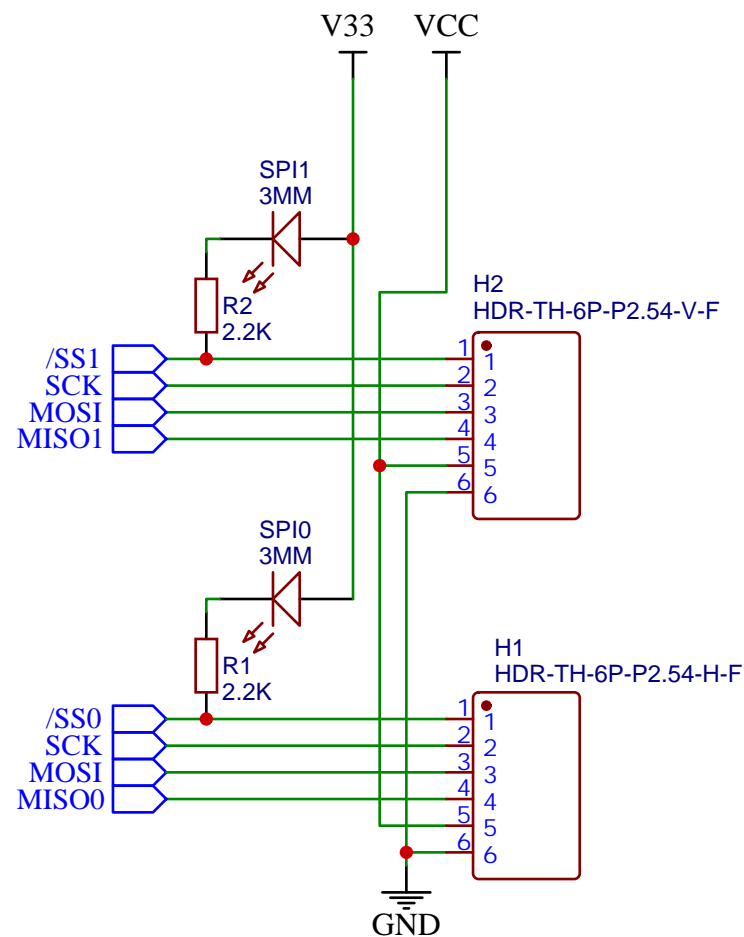 V33 VCC
SPI1
3MM
H2
HDR-TH-6P-P2.54-V-F
R2
2.2K
/SS1 1 1
SCK 2 2
MOSI 3 3
MISO1 4 4
5 5
6 6
SPI0
3MM
H1
HDR-TH-6P-P2.54-H-F
R1
2.2K
/SS0 1 1
SCK 2 2
MOSI 3 3
MISO0 4 4
5 5
6 6
GND